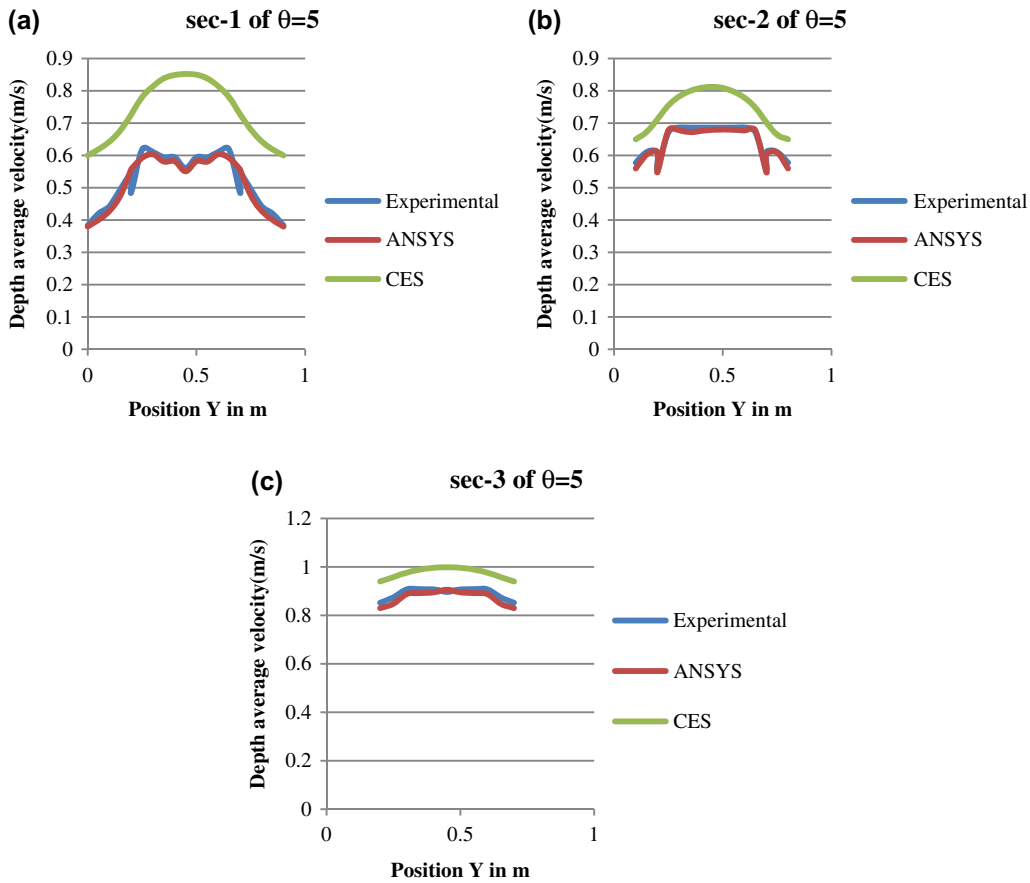 (a)
sec-1 of θ=5
Depth average velocity(m/s)
0.9
0.8
0.7
0.6
0.5
0.4
0.3
0.2
0.1
0
0
0.5
1
Position Y in m
Experimental
ANSYS
CES
(b)
sec-2 of θ=5
Depth average velocity(m/s)
0.9
0.8
0.7
0.6
0.5
0.4
0.3
0.2
0.1
0
0
0.5
1
Position Y in m
Experimental
ANSYS
CES
(c)
sec-3 of θ=5
Depth average velocity(m/s)
1.2
1
0.8
0.6
0.4
0.2
0
0
0.5
1
Position Y in m
Experimental
ANSYS
CES